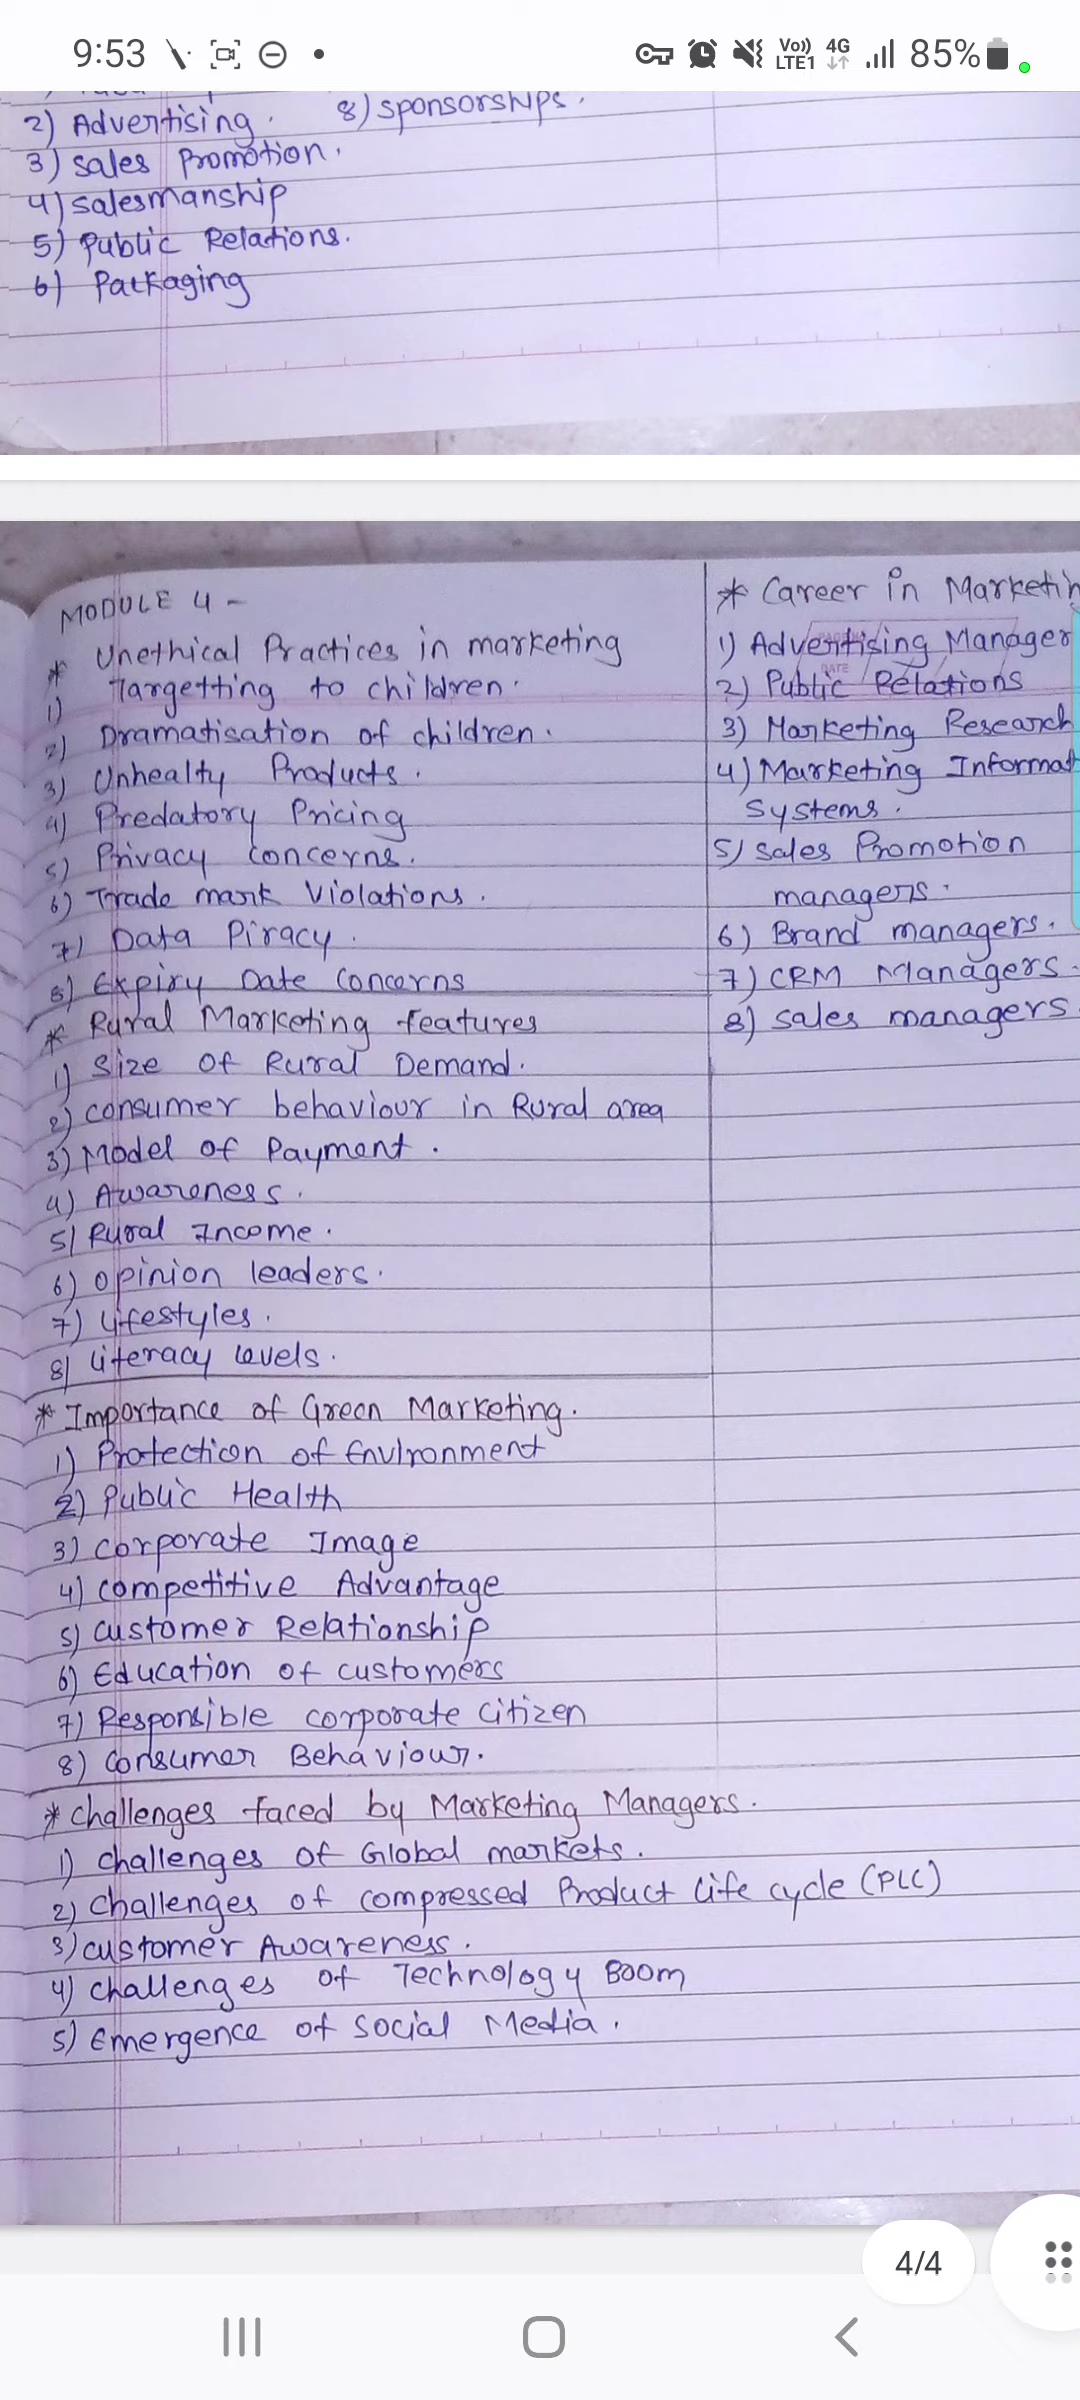 9:53
Vo)) LTE1 4G 85%
2) Advertising.
8) sponsorships.
3) sales Promotion.
4) salesmanship
5) Public Relations.
6) Packaging
MODULE 4 -
* Unethical Practices in marketing
1) Targetting to children.
2) Dramatisation of children.
3) Unhealty Products.
4) Predatory Pricing
5) Privacy concerns.
6) Trade mark Violations.
7) Data Piracy.
8) Expiry Date Concerns
* Rural Marketing features
1) Size of Rural Demand.
2) consumer behaviour in Rural area
3) Model of Payment.
4) Awareness.
5) Rural Income.
6) opinion leaders.
7) lifestyles.
8) literacy levels.
* Importance of Green Marketing.
1) Protection of Environment
2) Public Health
3) corporate Image
4) competitive Advantage
5) customer Relationship
6) Education of customers
7) Responsible corporate citizen
8) Consumer Behaviour.
* challenges faced by Marketing Managers.
1) challenges of Global markets.
2) challenges of compressed Product life cycle (PLC)
3) customer Awareness.
4) challenges of Technology Boom
5) Emergence of social Media.
* Career in Marketin
1) Advertising Manager
2) Public Relations
3) Marketing Research
4) Marketing Informat
Systems.
5) sales Promotion
managers.
6) Brand managers.
7) CRM Managers.
8) sales managers.
4/4